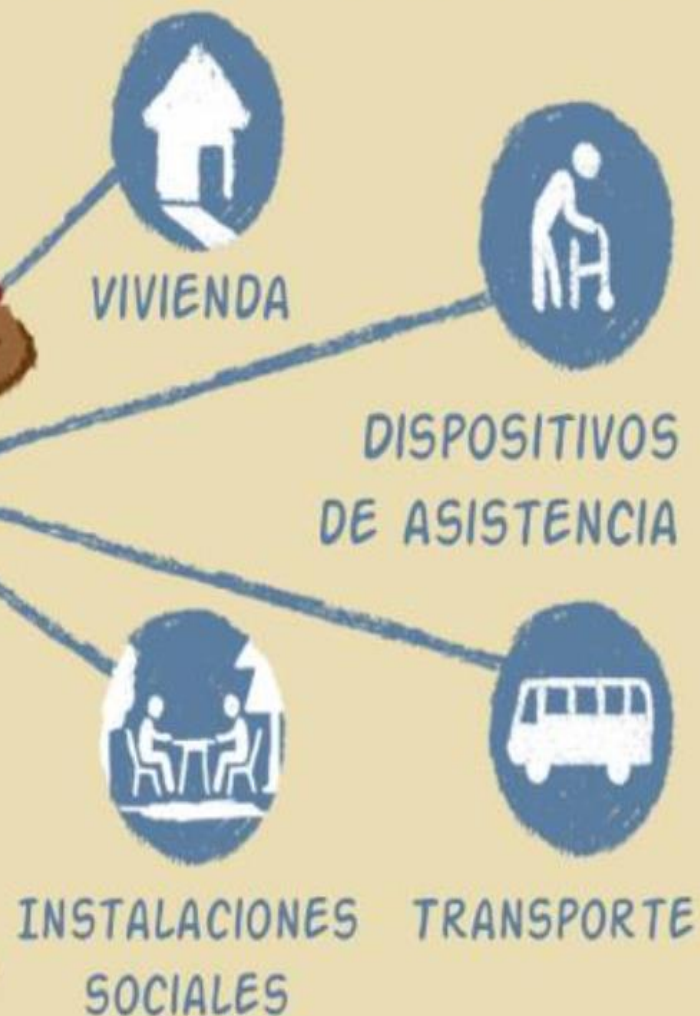 VIVIENDA
DISPOSITIVOS
DE ASISTENCIA
INSTALACIONES
SOCIALES
TRANSPORTE